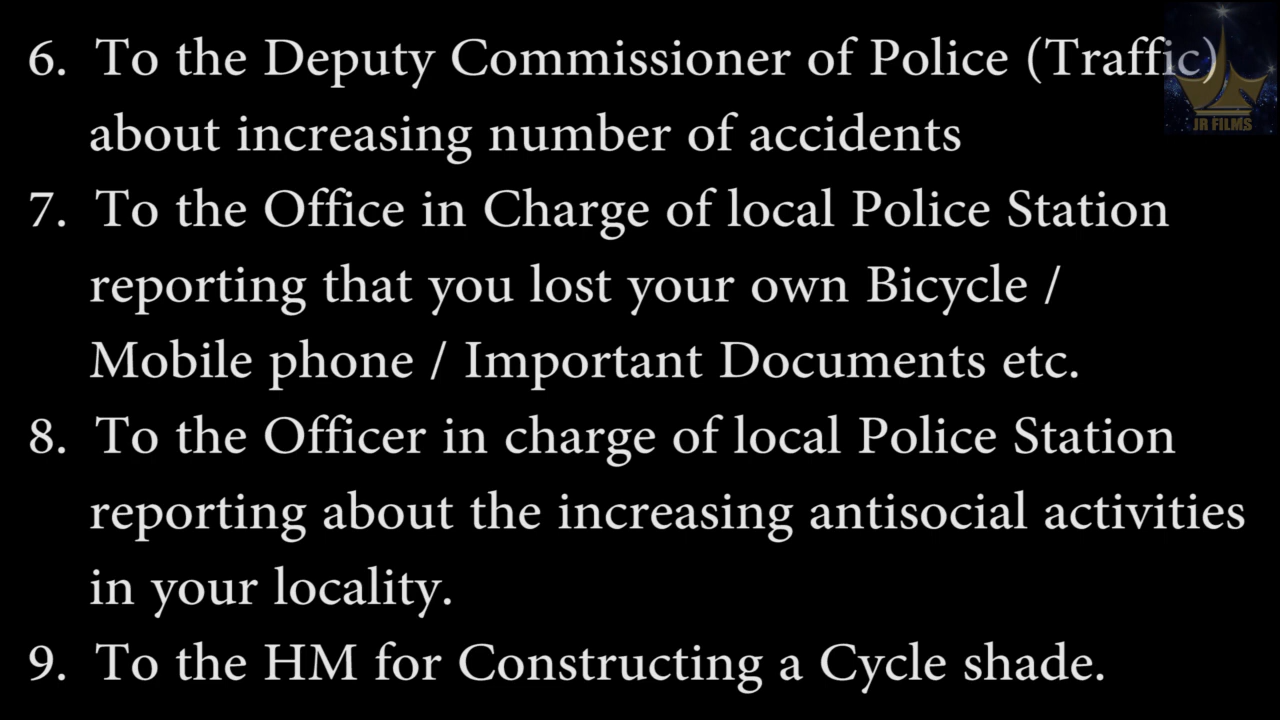 6. To the Deputy Commissioner of Police (Traffic)
about increasing number of accidents
7. To the Office in Charge of local Police Station
reporting that you lost your own Bicycle /
Mobile phone / Important Documents etc.
8. To the Officer in charge of local Police Station
reporting about the increasing antisocial activities
in your locality.
9. To the HM for Constructing a Cycle shade.
JR FILMS